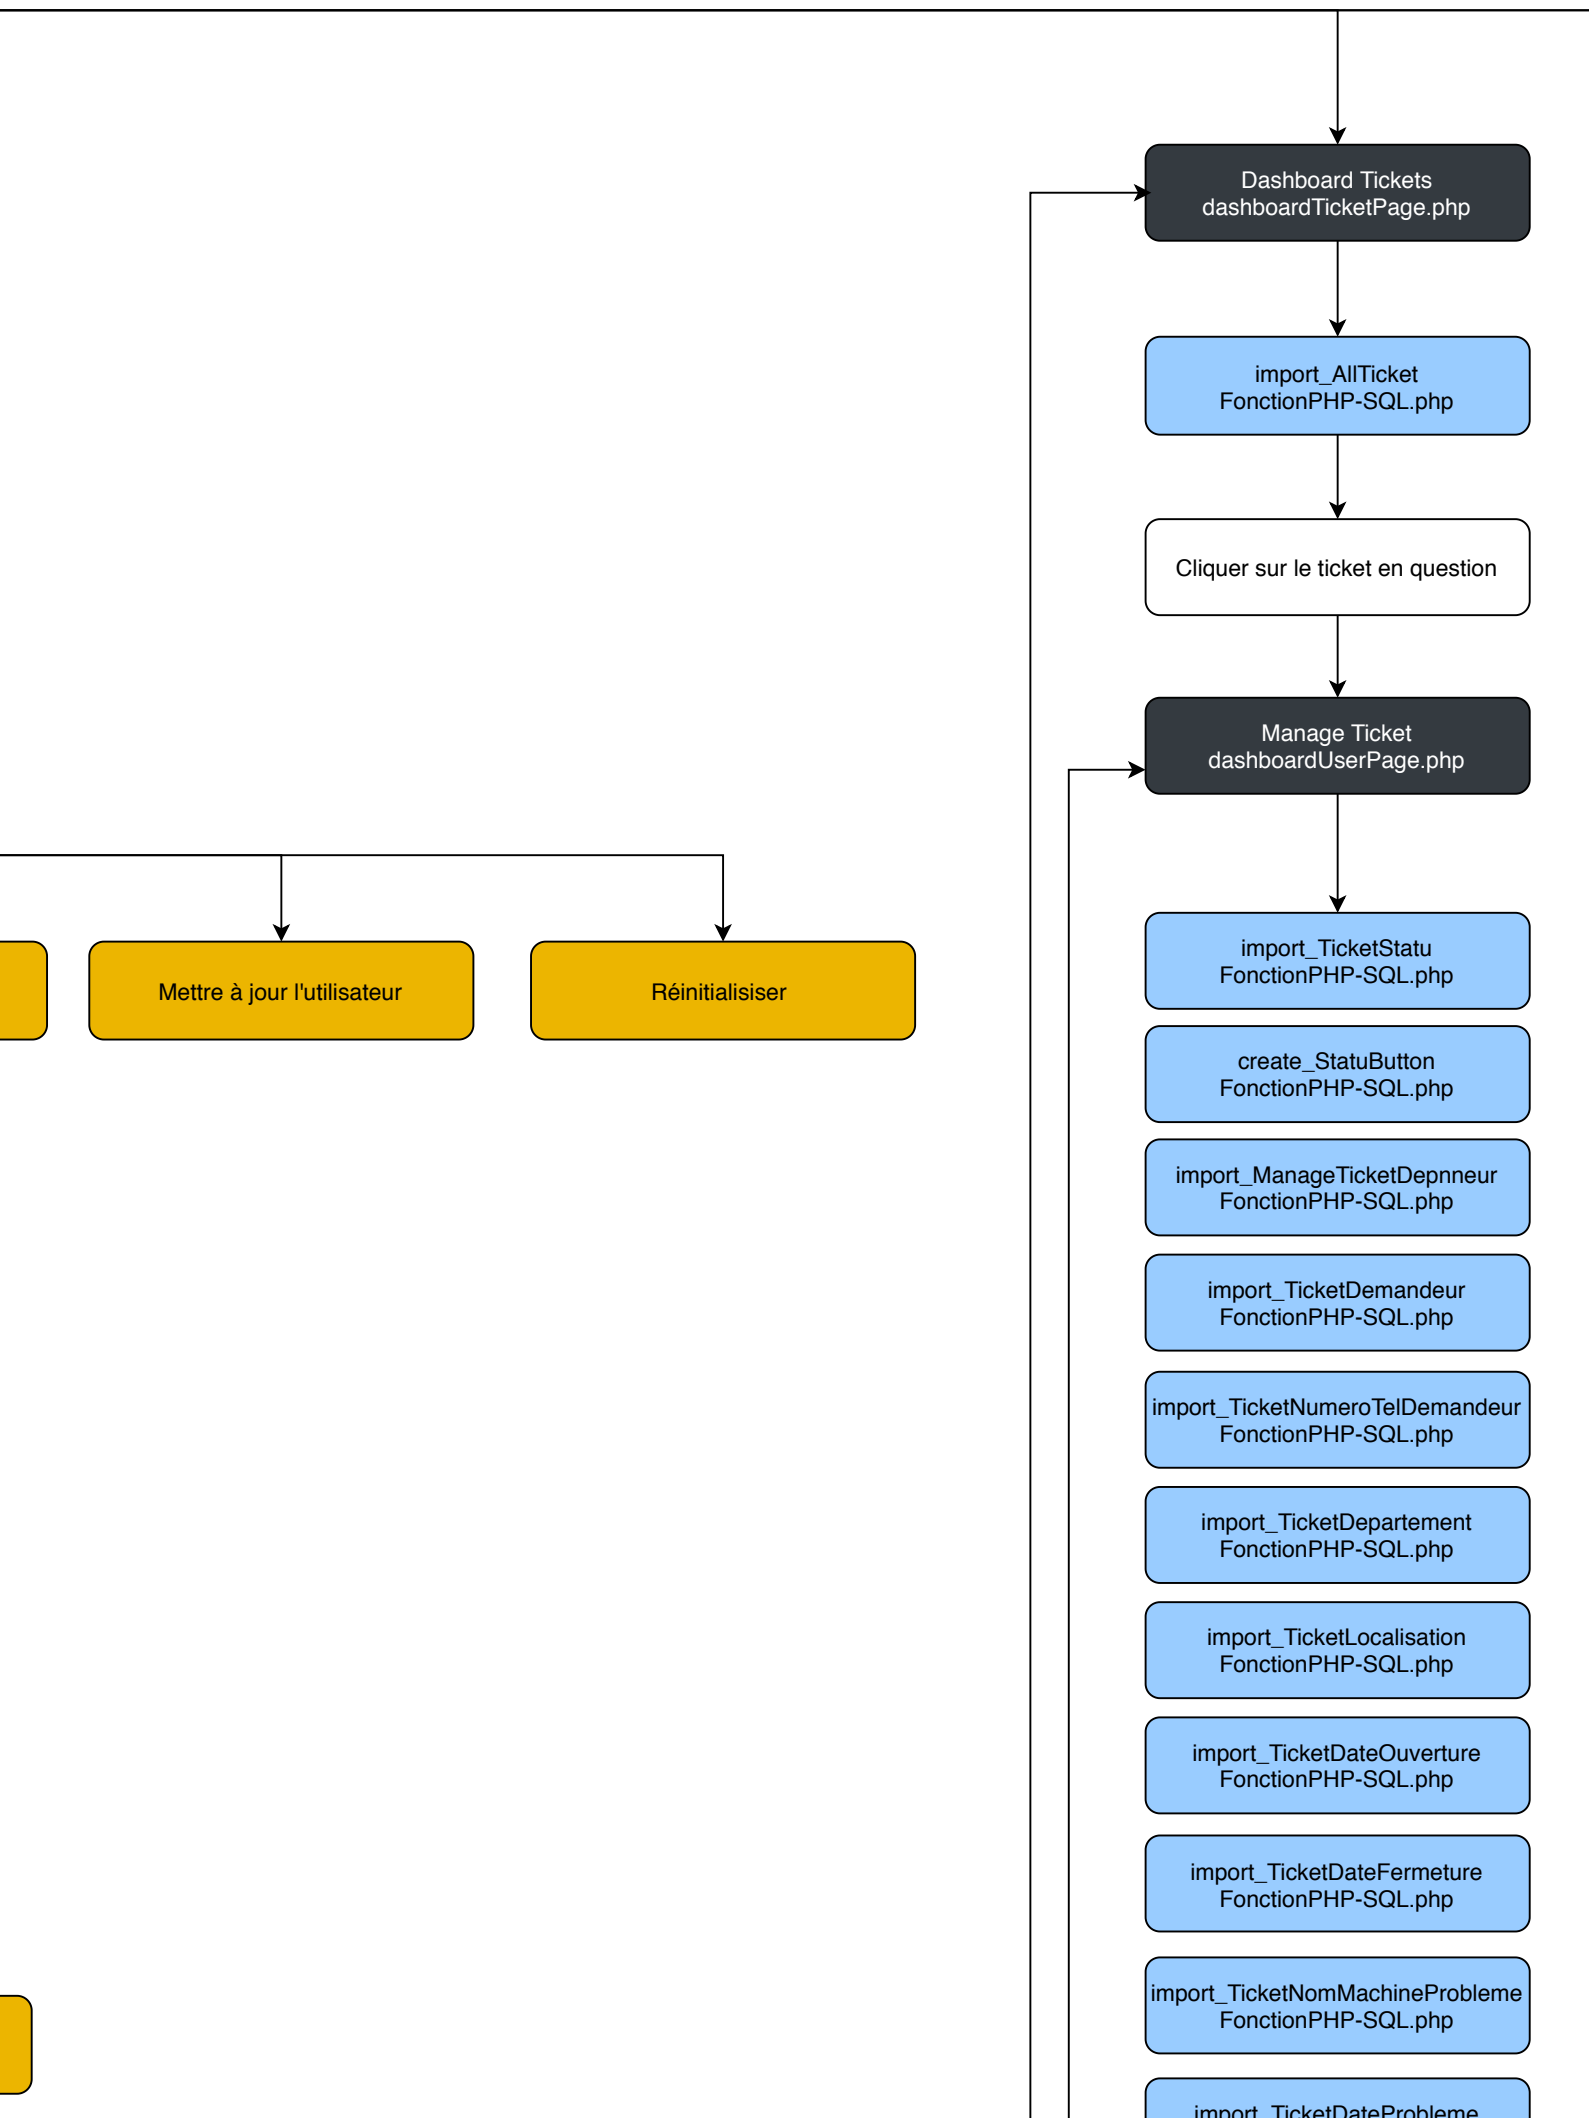 Dashboard Tickets
dashboardTicketPage.php
import_AllTicket
FonctionPHP-SQL.php
Cliquer sur le ticket en question
Manage Ticket
dashboardUserPage.php
Mettre à jour l'utilisateur
Réinitialisiser
import_TicketStatu
FonctionPHP-SQL.php
create_StatuButton
FonctionPHP-SQL.php
import_ManageTicketDepnneur
FonctionPHP-SQL.php
import_TicketDemandeur
FonctionPHP-SQL.php
import_TicketNumeroTelDemandeur
FonctionPHP-SQL.php
import_TicketDepartement
FonctionPHP-SQL.php
import_TicketLocalisation
FonctionPHP-SQL.php
import_TicketDateOuverture
FonctionPHP-SQL.php
import_TicketDateFermeture
FonctionPHP-SQL.php
import_TicketNomMachineProbleme
FonctionPHP-SQL.php
import_TicketDateProbleme